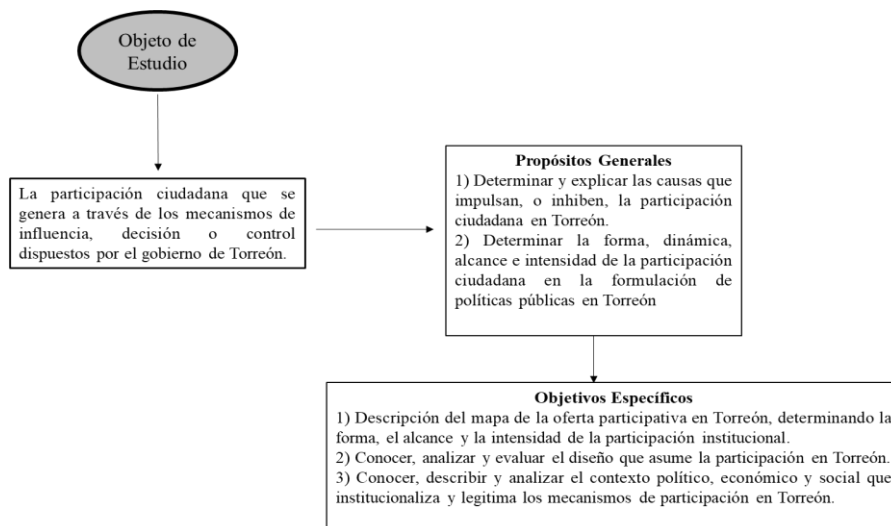 Objeto de
Estudio
La participación ciudadana que se
genera a través de los mecanismos de
influencia, decisión o control
dispuestos por el gobierno de Torreón.
Propósitos Generales
1) Determinar y explicar las causas que
impulsan, o inhiben, la participación
ciudadana en Torreón.
2) Determinar la forma, dinámica,
alcance e intensidad de la participación
ciudadana en la formulación de
políticas públicas en Torreón
Objetivos Específicos
1) Descripción del mapa de la oferta participativa en Torreón, determinando la
forma, el alcance y la intensidad de la participación institucional.
2) Conocer, analizar y evaluar el diseño que asume la participación en Torreón.
3) Conocer, describir y analizar el contexto político, económico y social que
institucionaliza y legitima los mecanismos de participación en Torreón.